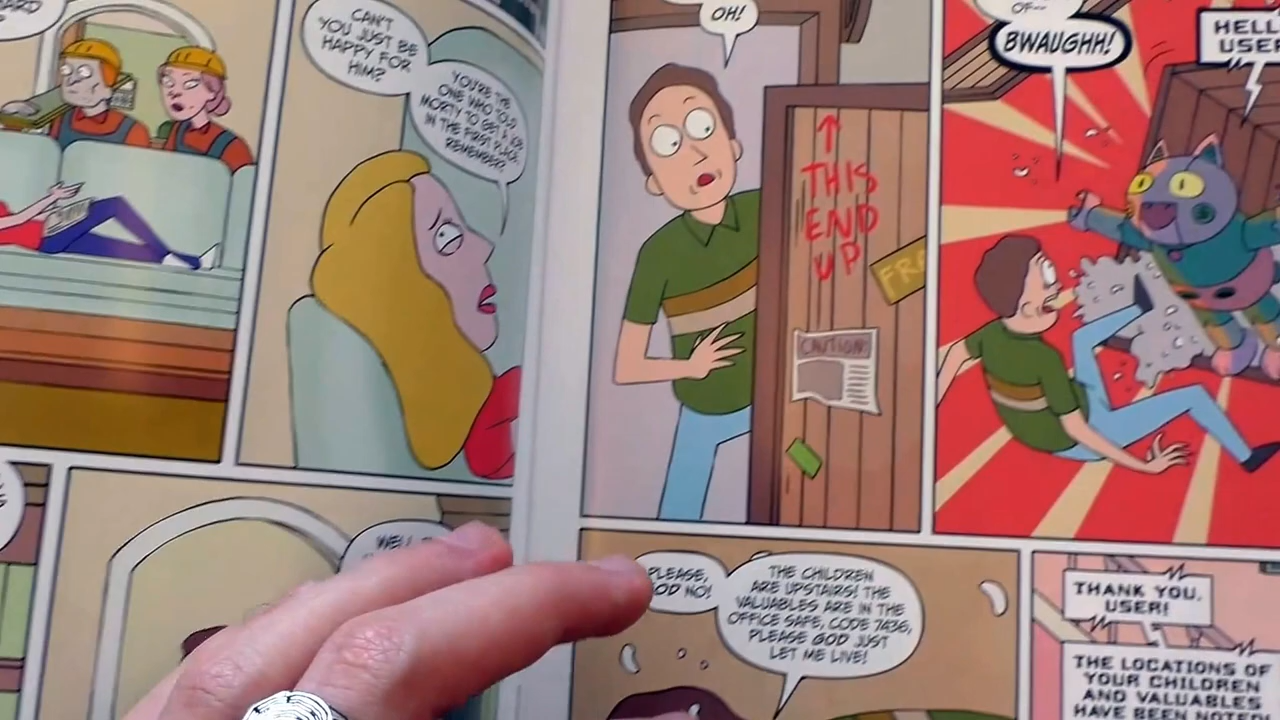 CAN'T
YOU JUST BE
HAPPY FOR
HIM?
YOU'RE THE
ONE WHO TOLD
MORTY TO GET A JOB
IN THE FIRST PLACE,
REMEMBER?
OH!
THIS
END
UP
CAUTION
OF--
BWAUGHH!
HELL
USER
PLEASE,
NO!
THE CHILDREN
ARE UPSTAIRS! THE
VALUABLES ARE IN THE
OFFICE SAFE, CODE 7436,
PLEASE GOD JUST
LET ME LIVE!
THANK YOU,
USER!
THE LOCATIONS OF
YOUR CHILDREN
AND VALUABLES
HAVE BEEN NOTED